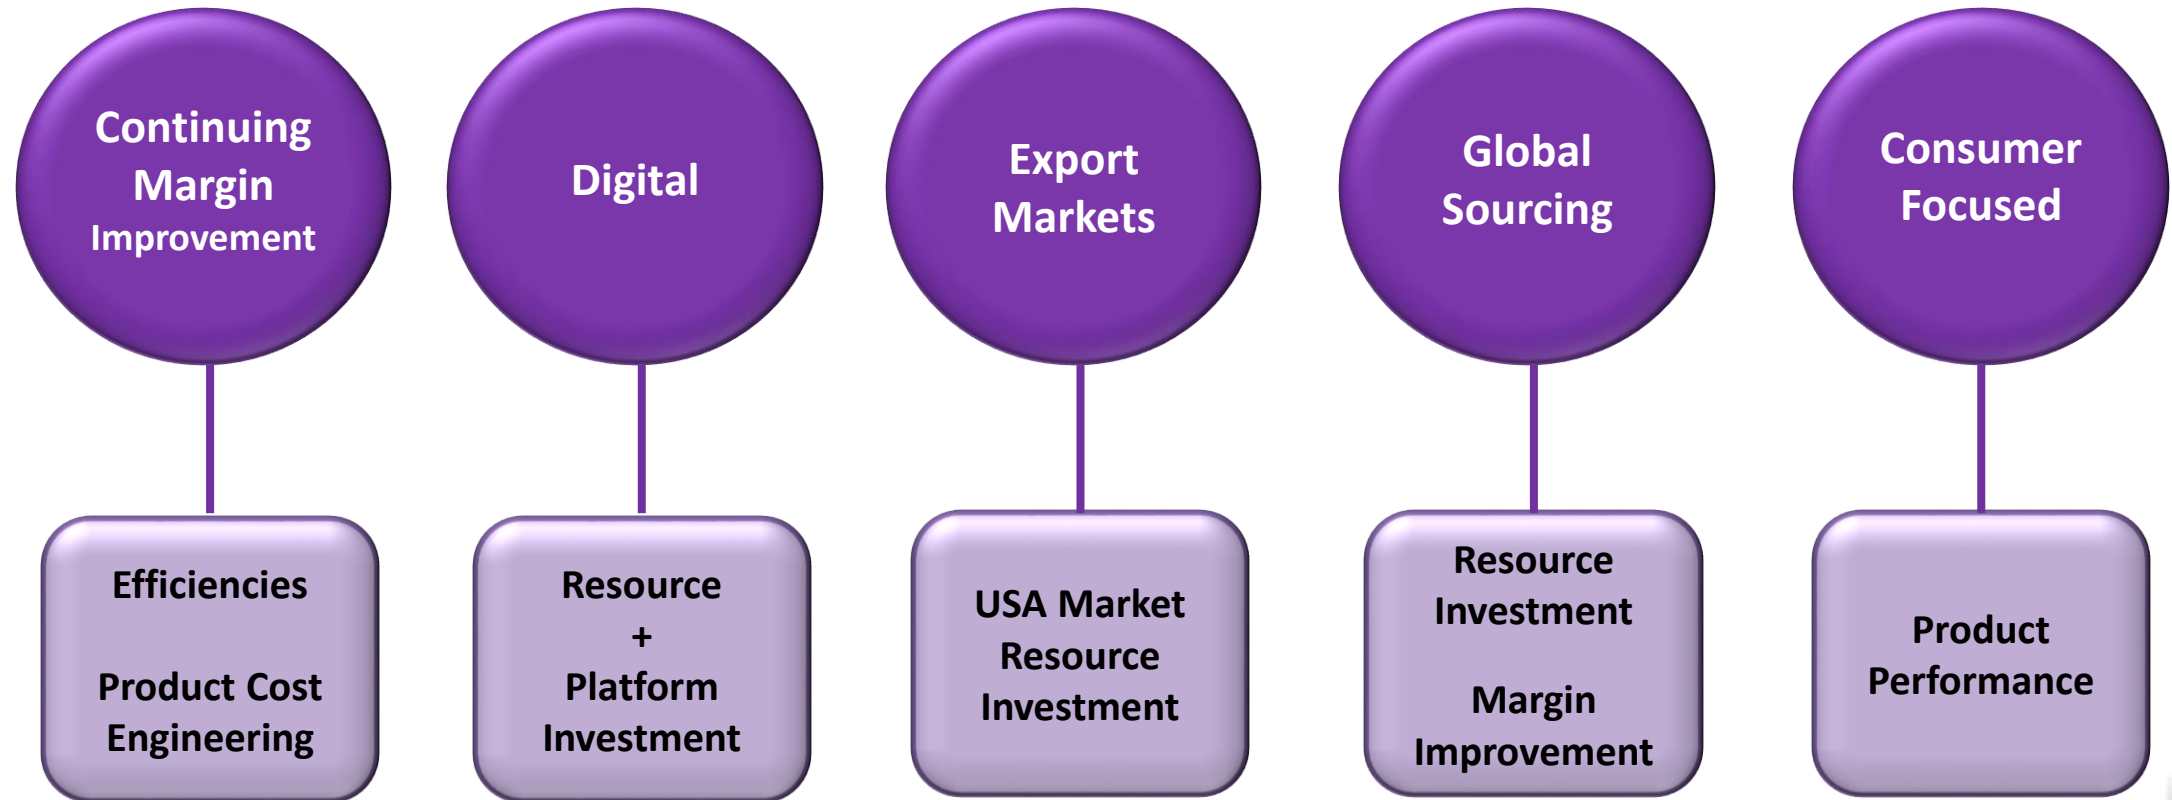 Continuing
Margin
Improvement
Digital
Export
Markets
Global
Sourcing
Consumer
Focused
Efficiencies
Product Cost
Engineering
Resource
+
Platform
Investment
USA Market
Resource
Investment
Resource
Investment
Margin
Improvement
Product
Performance